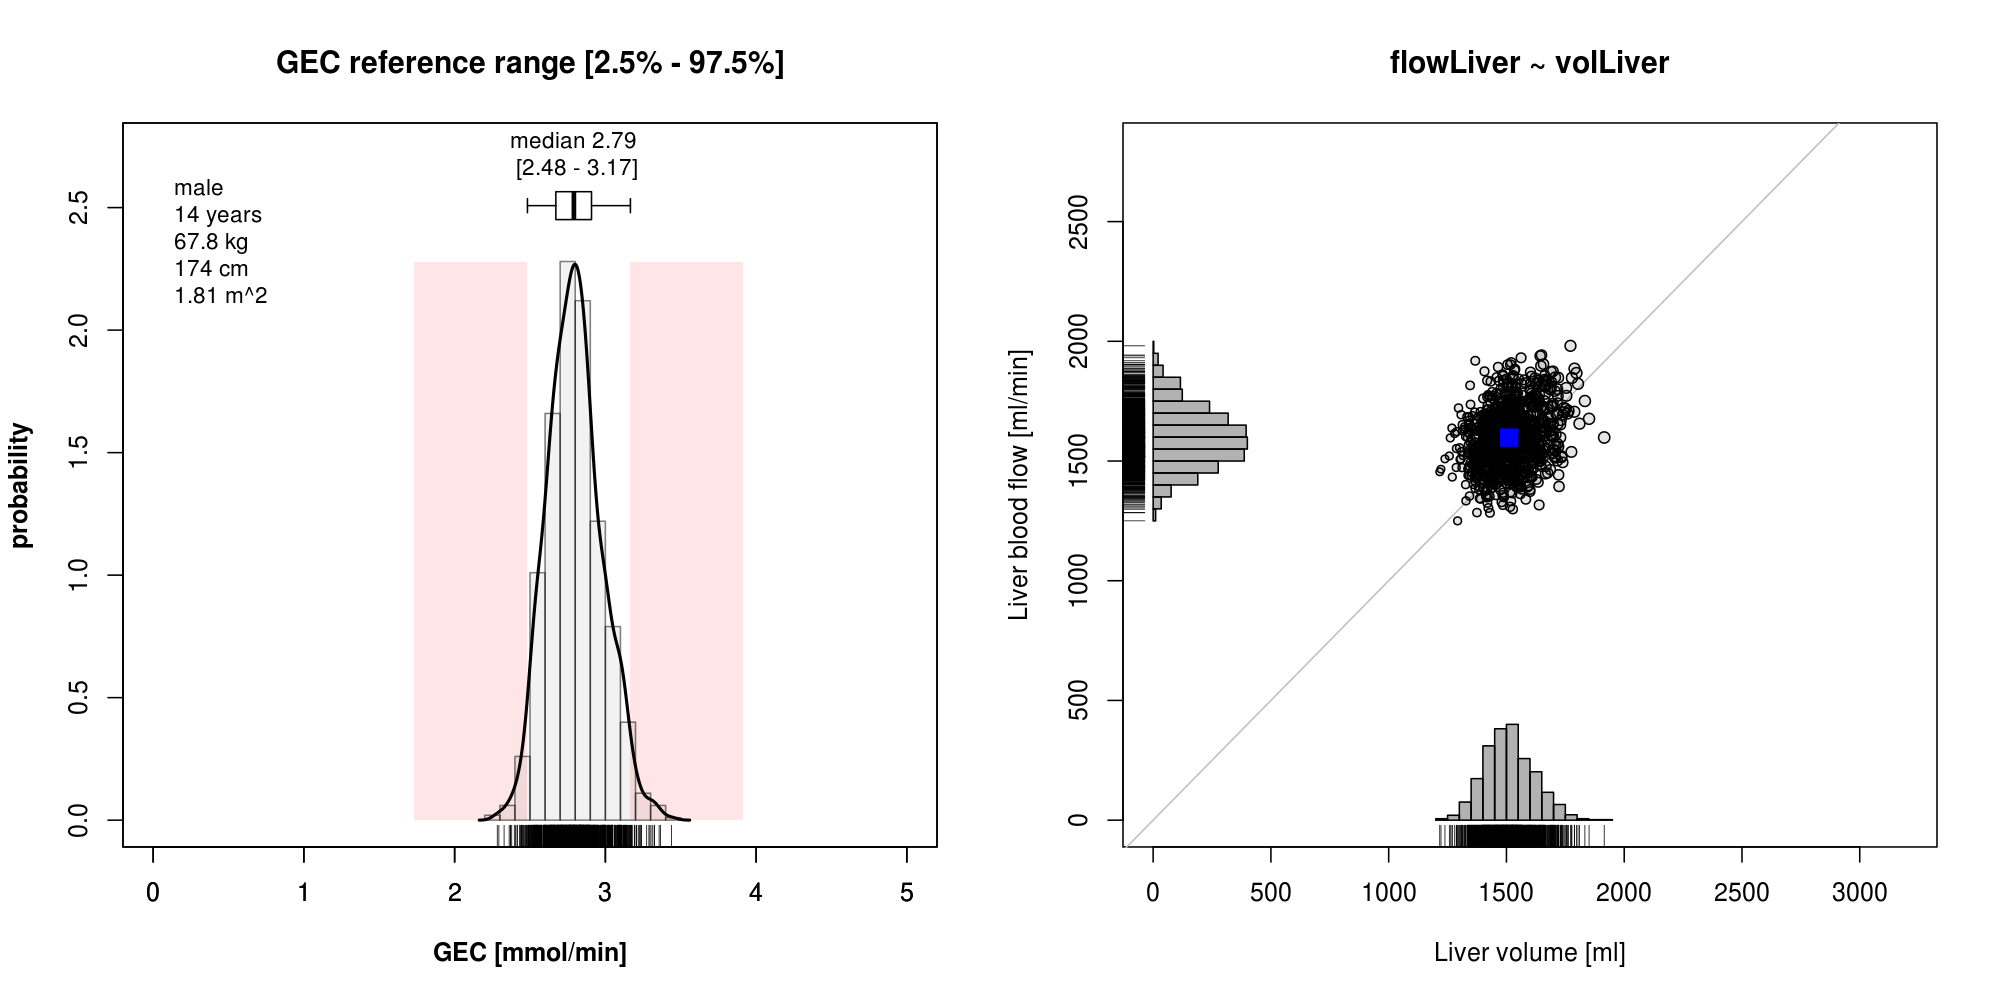 GEC reference range [2.5% - 97.5%]
median 2.79
[2.48 - 3.17]
male
14 years
67.8 kg
174 cm
1.81 m^2
probability
0.0
0.5
1.0
1.5
2.0
2.5
0 1 2 3 4 5
GEC [mmol/min]
flowLiver ~ volLiver
Liver blood flow [ml/min]
0
500
1000
1500
2000
2500
0 500 1000 1500 2000 2500 3000
Liver volume [ml]